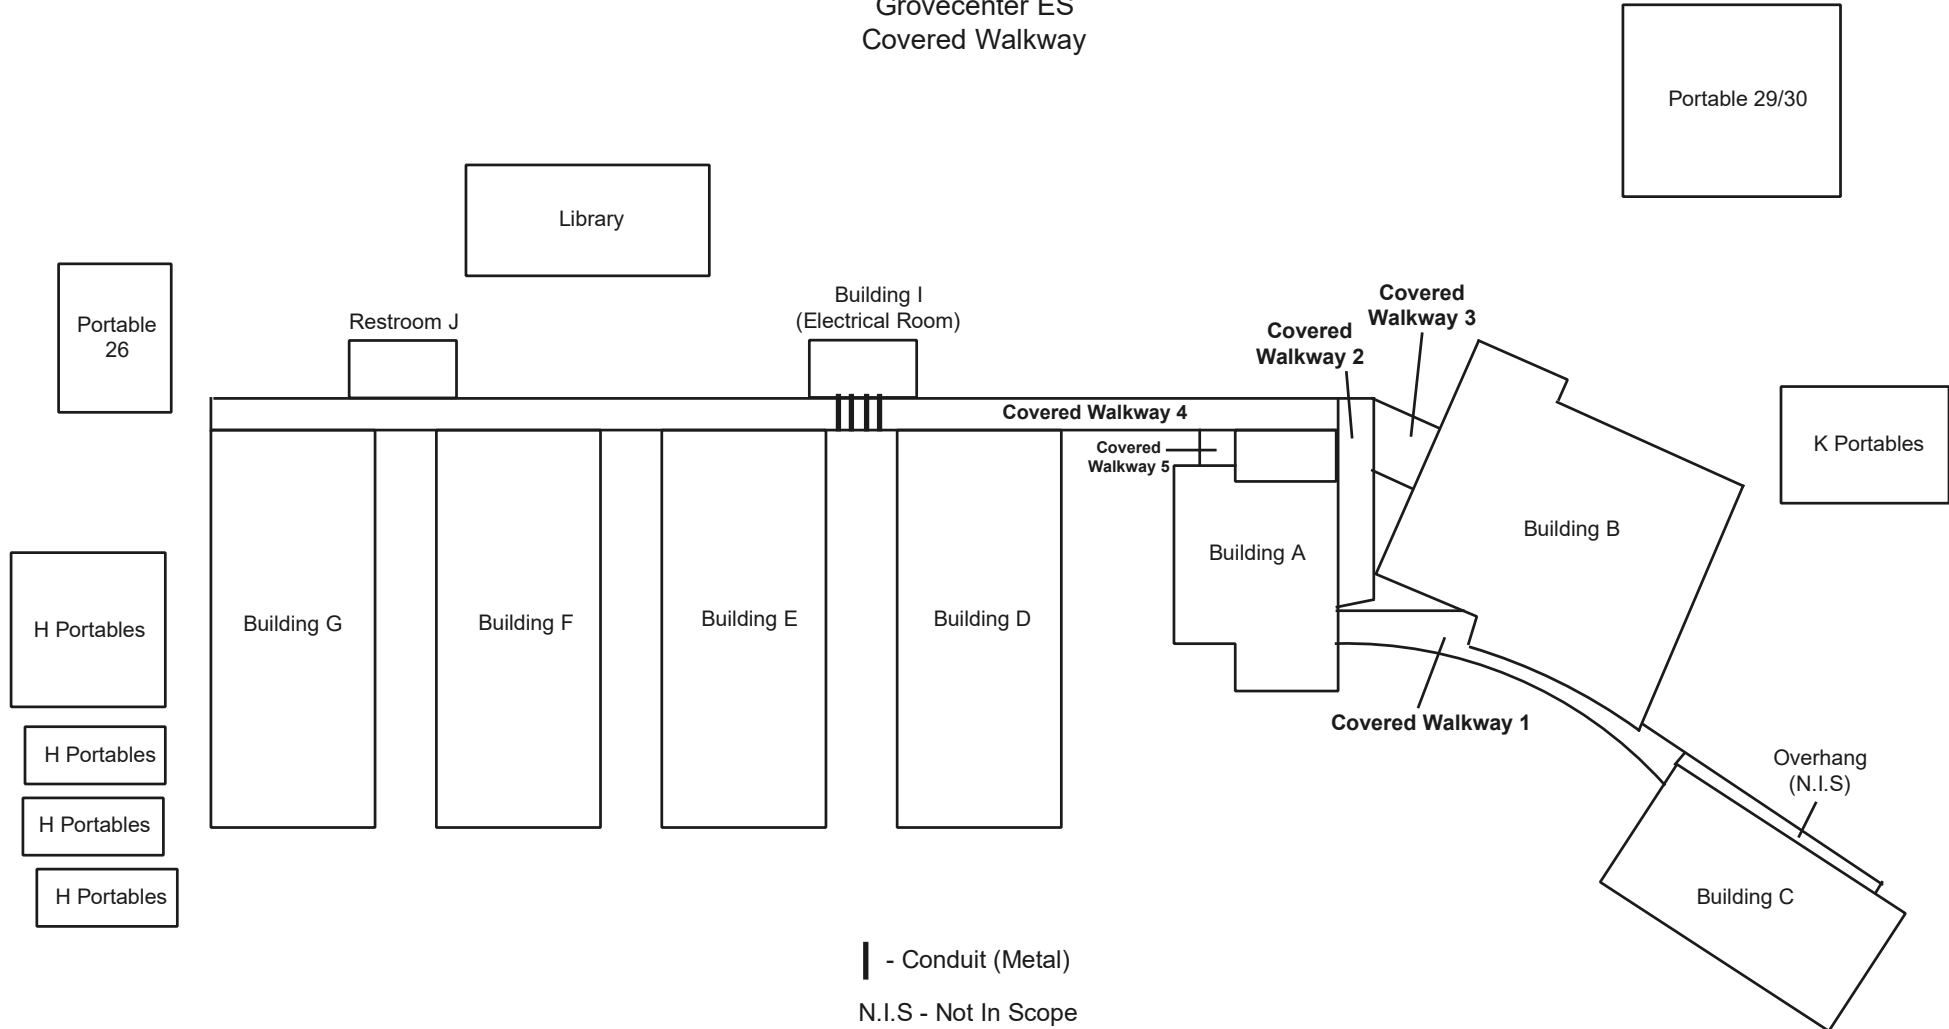 Grovecenter ES
Covered Walkway
Portable 29/30
Library
Portable
26
Restroom J
Building I
(Electrical Room)
Covered
Walkway 3
Covered
Walkway 2
Covered Walkway 4
Covered
Walkway 5
K Portables
Building B
Building A
H Portables
Building G
Building F
Building E
Building D
Covered Walkway 1
H Portables
Overhang
(N.I.S)
H Portables
H Portables
Building C
- Conduit (Metal)
N.I.S - Not In Scope